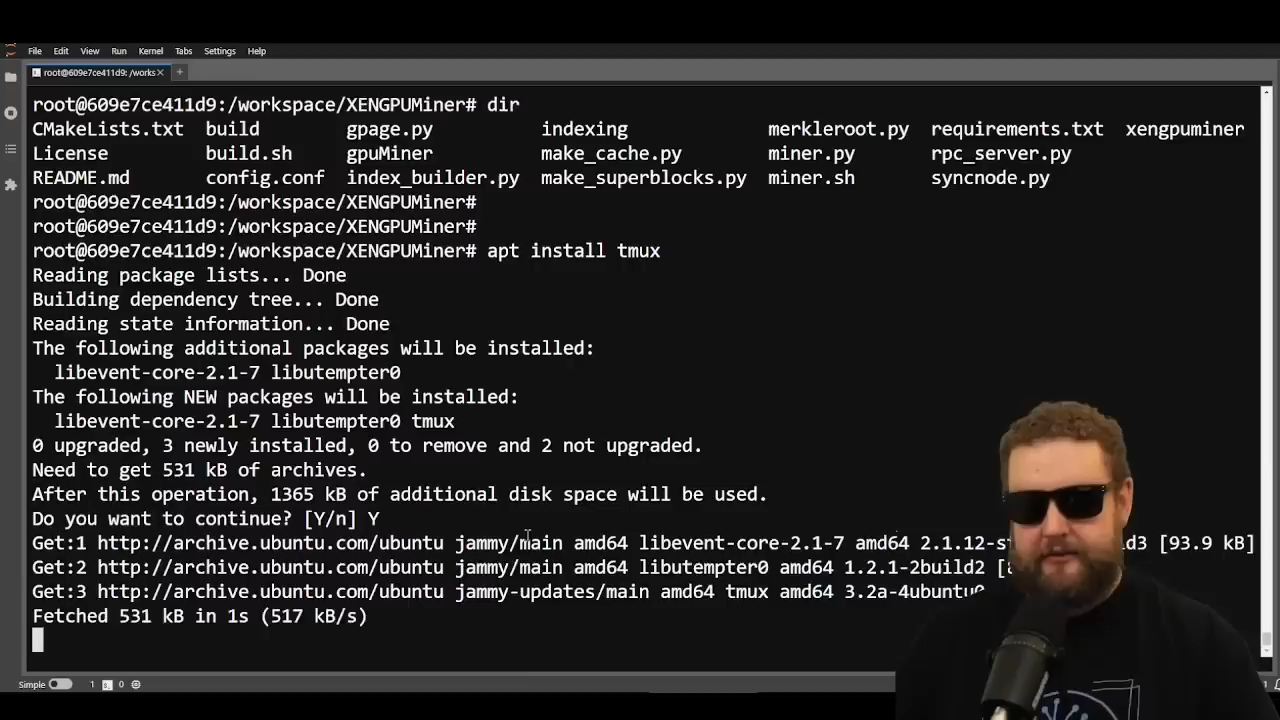 File Edit View Run Kernel Tabs Settings Help
root@609e7ce411d9: /works
root@609e7ce411d9:/workspace/XENGPUMiner# dir
CMakeLists.txt build gpage.py indexing merkleroot.py requirements.txt xengpuminer
License build.sh gpuMiner make_cache.py miner.py rpc_server.py
README.md config.conf index_builder.py make_superblocks.py miner.sh syncnode.py
root@609e7ce411d9:/workspace/XENGPUMiner#
root@609e7ce411d9:/workspace/XENGPUMiner#
root@609e7ce411d9:/workspace/XENGPUMiner# apt install tmux
Reading package lists... Done
Building dependency tree... Done
Reading state information... Done
The following additional packages will be installed:
libevent-core-2.1-7 libutempter0
The following NEW packages will be installed:
libevent-core-2.1-7 libutempter0 tmux
0 upgraded, 3 newly installed, 0 to remove and 2 not upgraded.
Need to get 531 kB of archives.
After this operation, 1365 kB of additional disk space will be used.
Do you want to continue? [Y/n] Y
Get:1 http://archive.ubuntu.com/ubuntu jammy/main amd64 libevent-core-2.1-7 amd64 2.1.12-s [93.9 kB]
Get:2 http://archive.ubuntu.com/ubuntu jammy/main amd64 libutempter0 amd64 1.2.1-2build2
Get:3 http://archive.ubuntu.com/ubuntu jammy-updates/main amd64 tmux amd64 3.2a-4ubuntu0
Fetched 531 kB in 1s (517 kB/s)
Simple 1 0